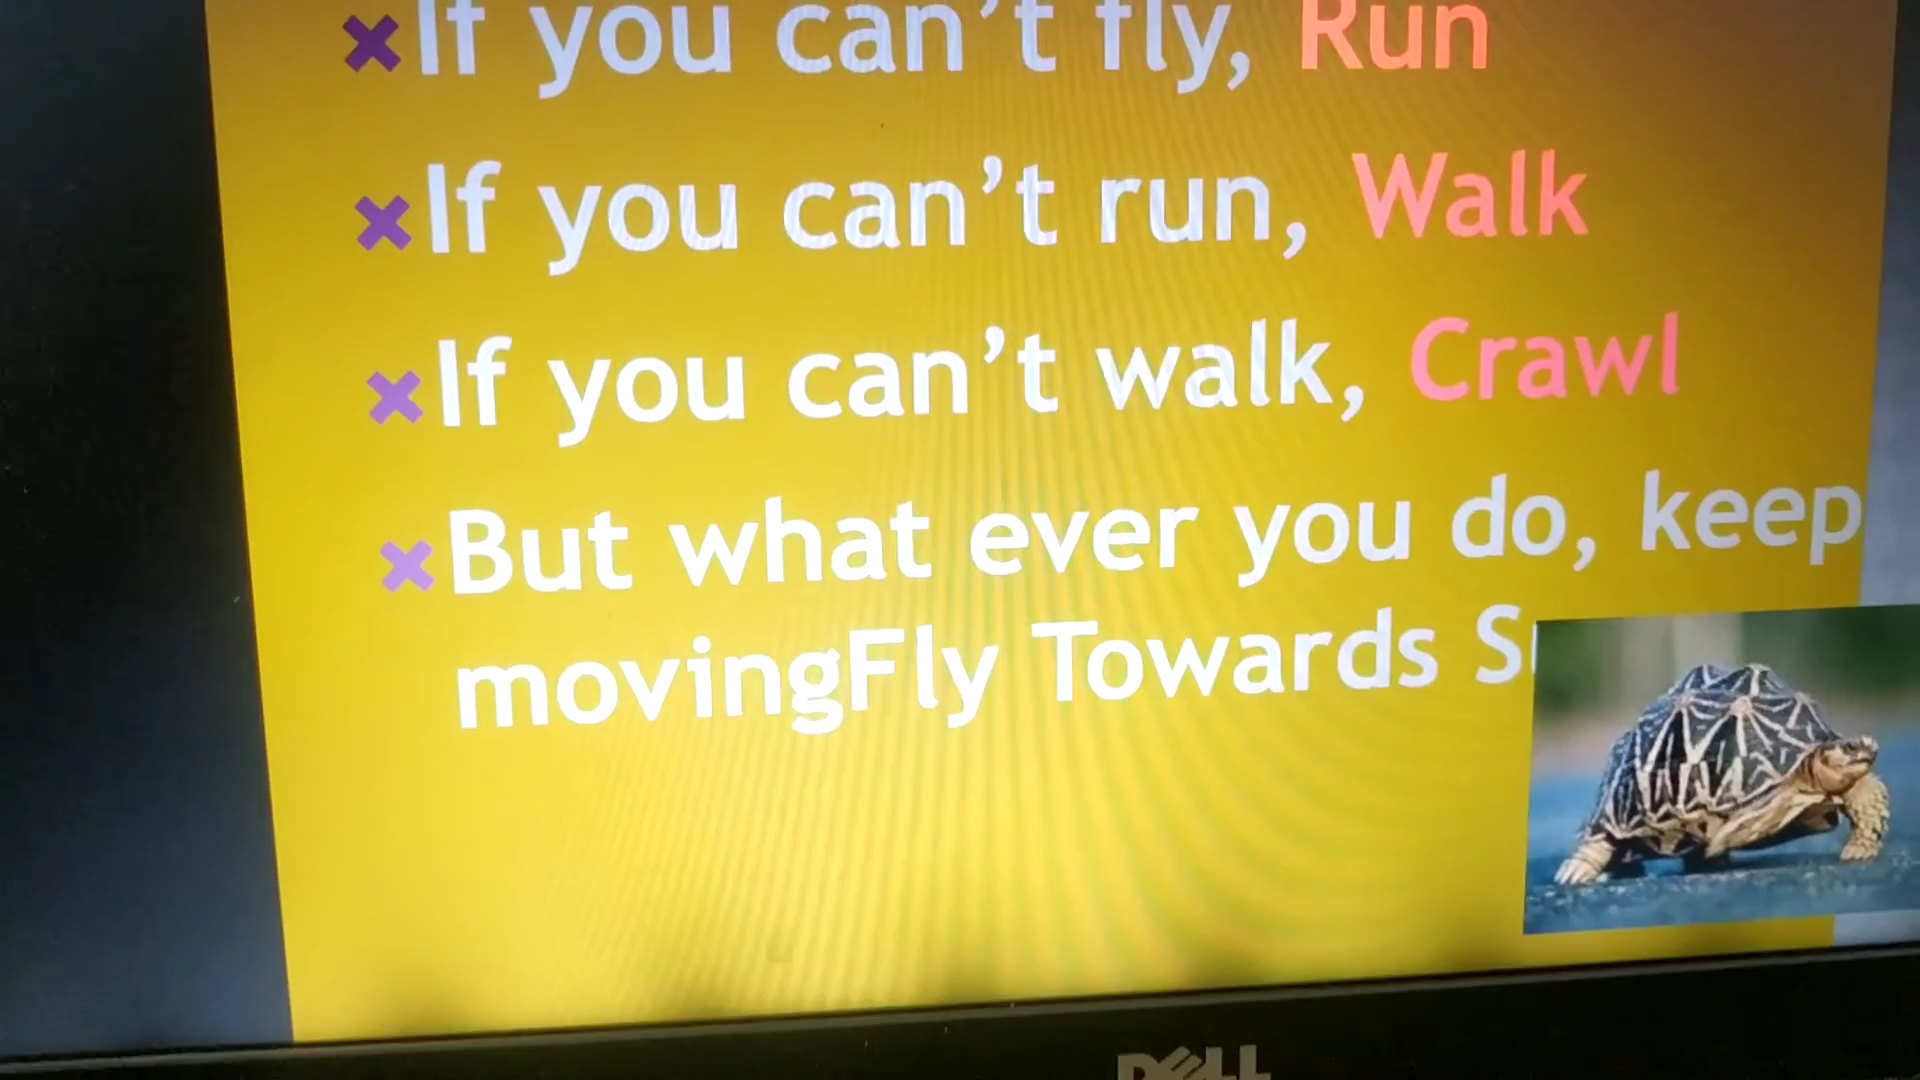 If you can't fly, Run
If you can't run, Walk
If you can't walk, Crawl
But what ever you do, keep
movingFly Towards
DELL